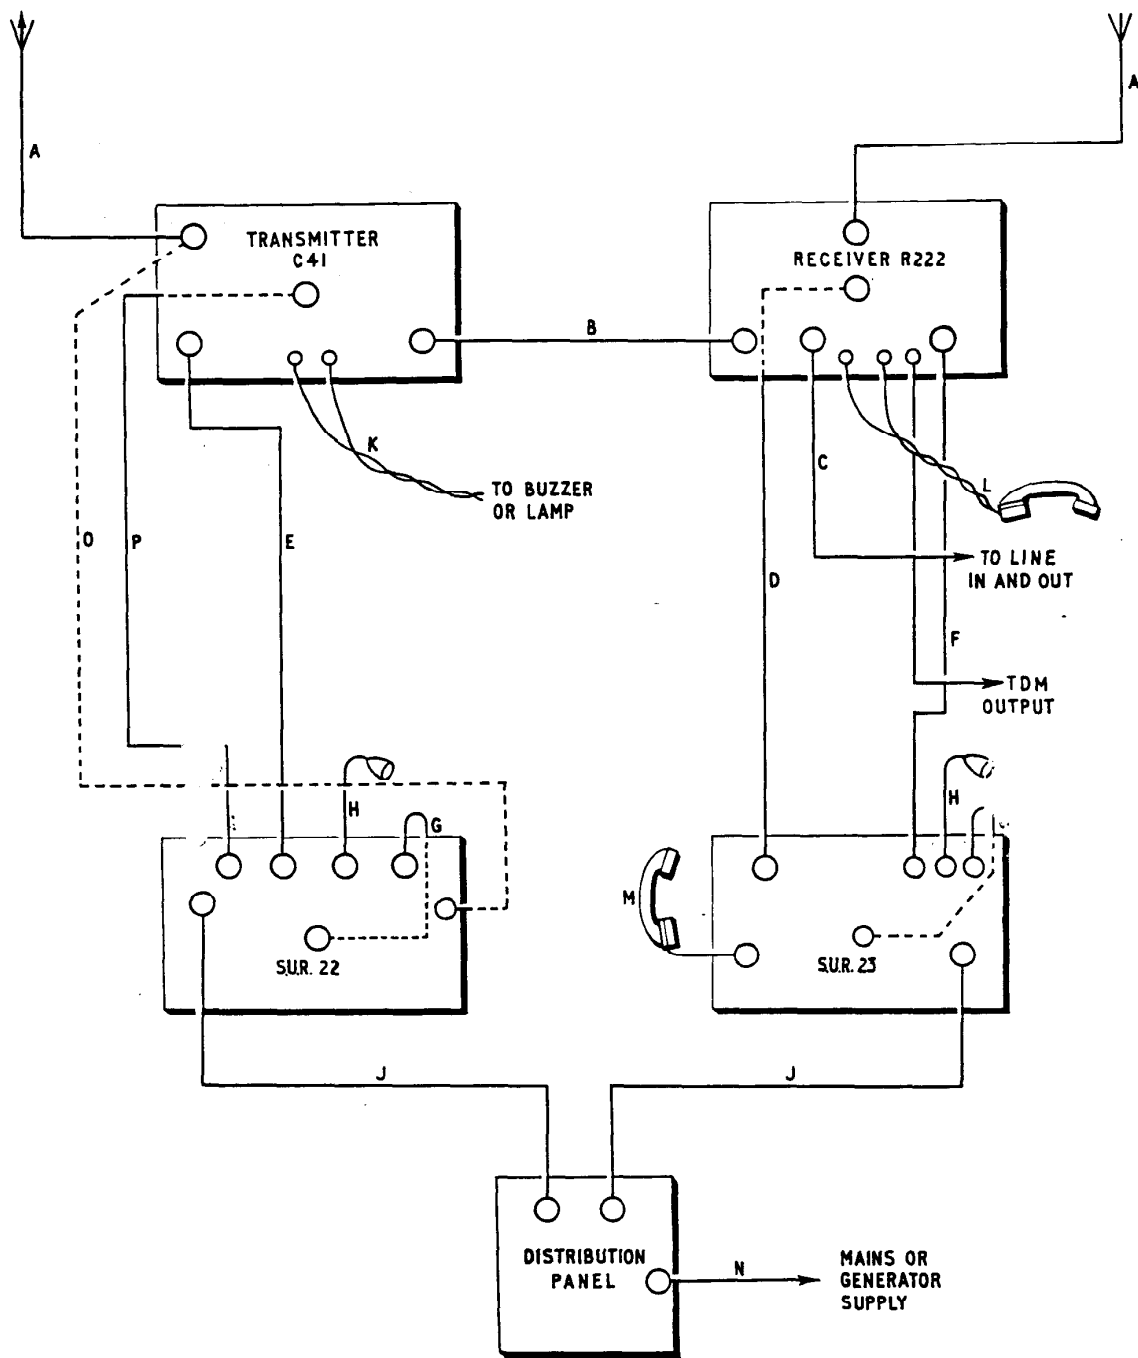 A
A
TRANSMITTER
C41
RECEIVER R222
B
K
TO BUZZER
OR LAMP
C
L
O
P
E
D
TO LINE
IN AND OUT
F
TDM
OUTPUT
H
G
H
M
S.U.R. 22
S.U.R. 23
J
J
DISTRIBUTION
PANEL
N
MAINS OR
GENERATOR
SUPPLY